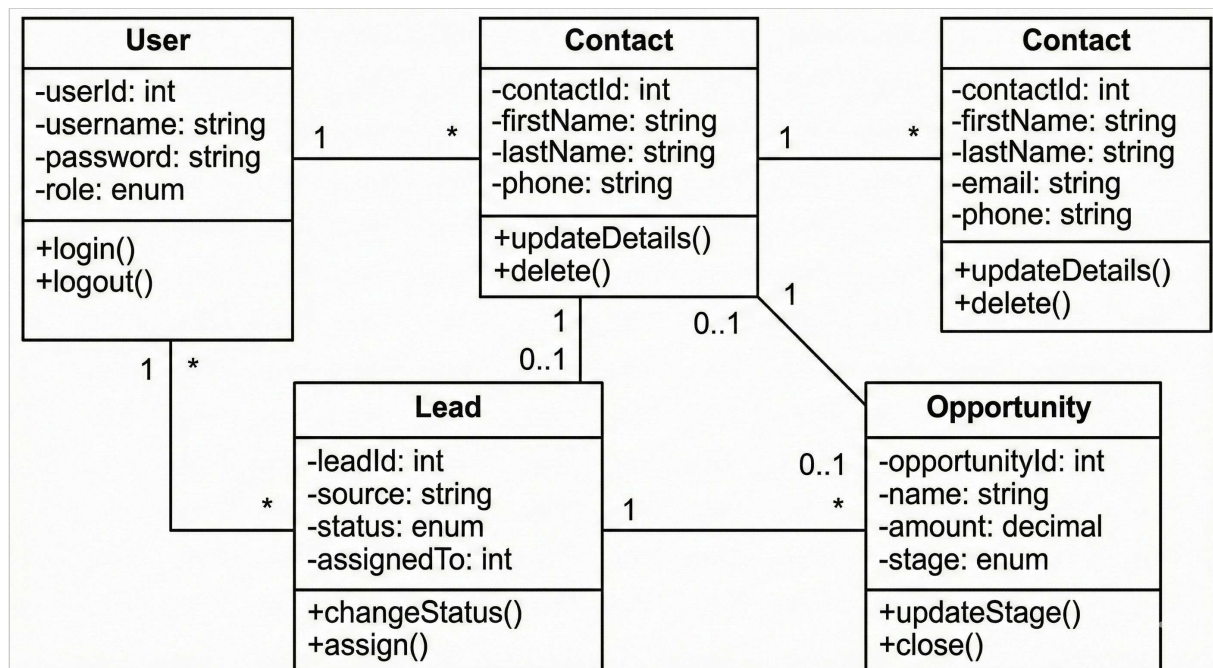 User
-userId: int
-username: string
-password: string
-role: enum
+login()
+logout()
1
*
Contact
-contactId: int
-firstName: string
-lastName: string
-phone: string
+updateDetails()
+delete()
1
*
Contact
-contactId: int
-firstName: string
-lastName: string
-email: string
-phone: string
+updateDetails()
+delete()
1
*
*
1
0..1
0..1
1
Lead
-leadId: int
-source: string
-status: enum
-assignedTo: int
+changeStatus()
+assign()
1
0..1
*
Opportunity
-opportunityId: int
-name: string
-amount: decimal
-stage: enum
+updateStage()
+close()